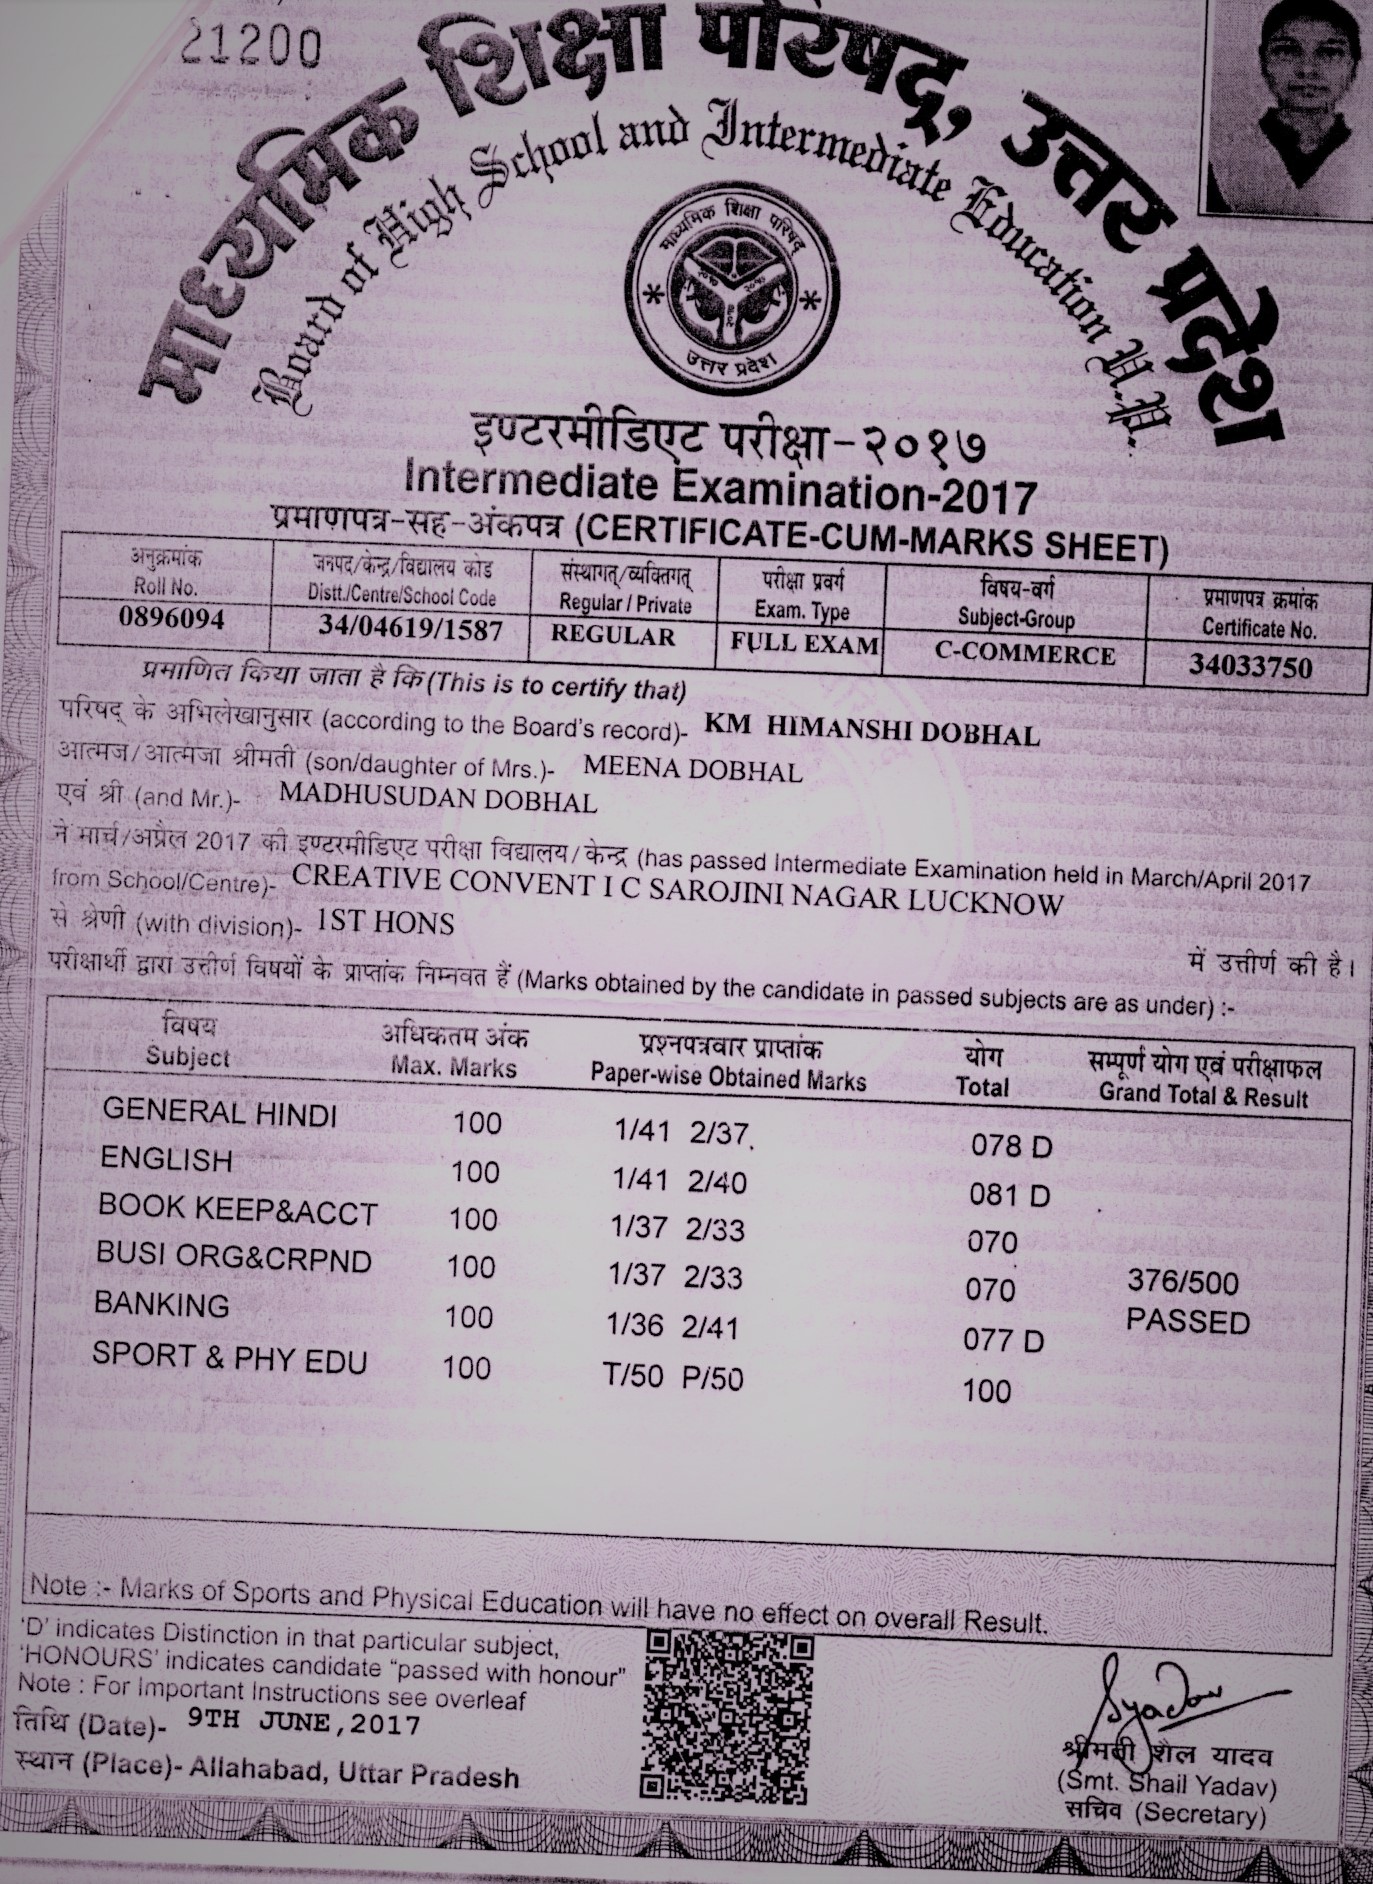 21200
माध्यमिक शिक्षा परिषद्, उत्तर प्रदेश
Board of High School and Intermediate Education U.P.
माध्यमिक शिक्षा परिषद्
उत्तर प्रदेश
इण्टरमीडिएट परीक्षा-२०१७
Intermediate Examination-2017
प्रमाणपत्र-सह-अंकपत्र (CERTIFICATE-CUM-MARKS SHEET)
अनुक्रमांक जनपद/केन्द्र/विद्यालय कोड संस्थागत्/व्यक्तिगत् परीक्षा प्रवर्ग विषय-वर्ग प्रमाणपत्र क्रमांक
Roll No. Distt./Centre/School Code Regular / Private Exam. Type Subject-Group Certificate No.
0896094 34/04619/1587 REGULAR FULL EXAM C-COMMERCE 34033750
प्रमाणित किया जाता है कि (This is to certify that)
परिषद् के अभिलेखानुसार (according to the Board's record)- KM HIMANSHI DOBHAL
आत्मज/आत्मजा श्रीमती (son/daughter of Mrs.)- MEENA DOBHAL
एवं श्री (and Mr.)- MADHUSUDAN DOBHAL
ने मार्च/अप्रैल 2017 की इण्टरमीडिएट परीक्षा विद्यालय/केन्द्र (has passed Intermediate Examination held in March/April 2017
from School/Centre)- CREATIVE CONVENT I C SAROJINI NAGAR LUCKNOW
से श्रेणी (with division)- 1ST HONS में उत्तीर्ण की है।
परीक्षार्थी द्वारा उत्तीर्ण विषयों के प्राप्तांक निम्नवत हैं (Marks obtained by the candidate in passed subjects are as under) :-
विषय अधिकतम अंक प्रश्नपत्रवार प्राप्तांक योग सम्पूर्ण योग एवं परीक्षाफल
Subject Max. Marks Paper-wise Obtained Marks Total Grand Total & Result
GENERAL HINDI 100 1/41 2/37 078 D
ENGLISH 100 1/41 2/40 081 D
BOOK KEEP&ACCT 100 1/37 2/33 070
BUSI ORG&CRPND 100 1/37 2/33 070 376/500
BANKING 100 1/36 2/41 077 D PASSED
SPORT & PHY EDU 100 T/50 P/50 100
Note :- Marks of Sports and Physical Education will have no effect on overall Result.
'D' indicates Distinction in that particular subject,
'HONOURS' indicates candidate "passed with honour"
Note : For Important Instructions see overleaf
तिथि (Date)- 9TH JUNE, 2017
स्थान (Place)- Allahabad, Uttar Pradesh
Syadav
श्रीमती शैल यादव
(Smt. Shail Yadav)
सचिव (Secretary)